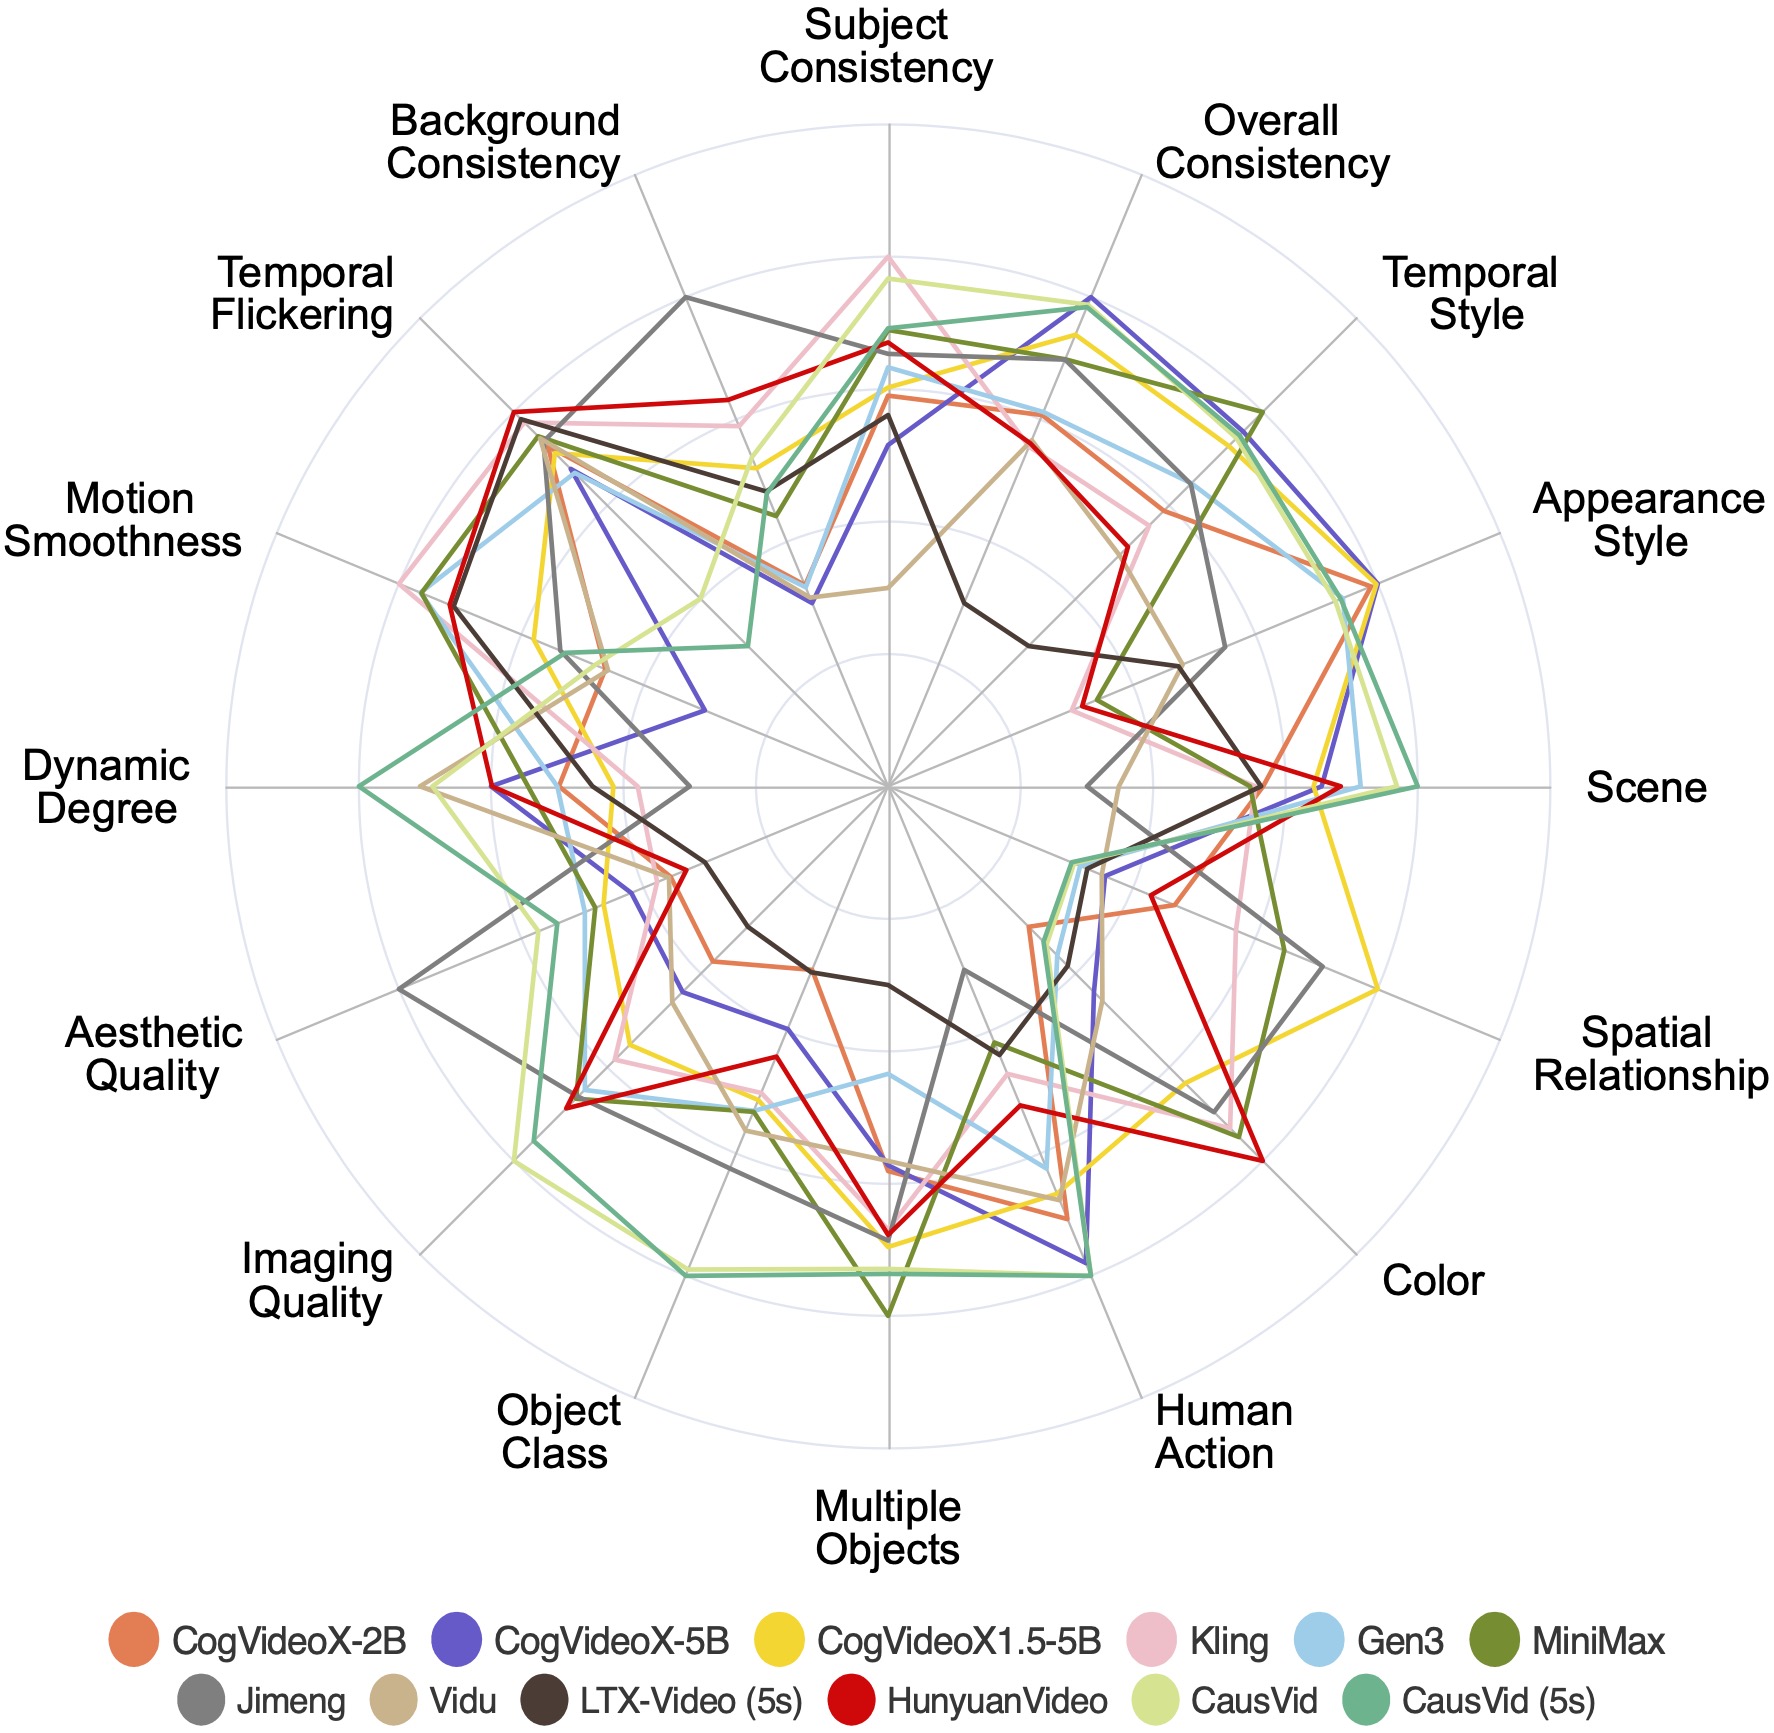 Subject
Consistency
Background
Consistency
Overall
Consistency
Temporal
Flickering
Temporal
Style
Motion
Smoothness
Appearance
Style
Dynamic
Degree
Scene
Aesthetic
Quality
Spatial
Relationship
Imaging
Quality
Color
Object
Class
Human
Action
Multiple
Objects
CogVideoX-2B CogVideoX-5B CogVideoX1.5-5B Kling Gen3 MiniMax
Jimeng Vidu LTX-Video (5s) HunyuanVideo CausVid CausVid (5s)